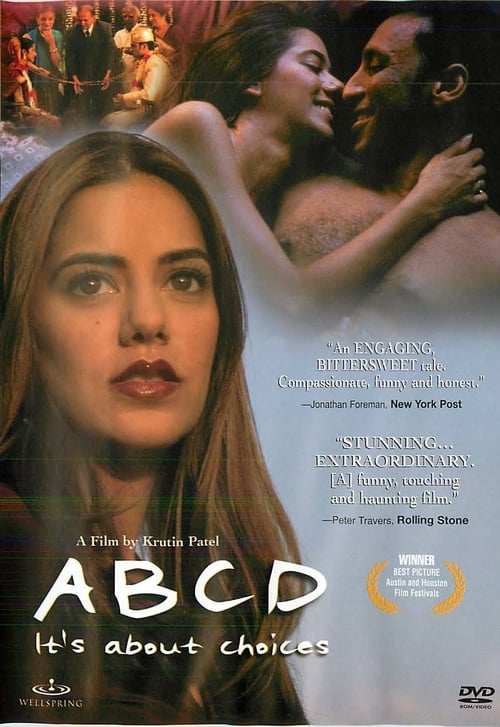 “An ENGAGING,
BITTERSWEET tale.
Compassionate, funny and honest.”
—Jonathan Foreman, New York Post
“STUNNING...
EXTRAORDINARY.
[A] funny, touching
and haunting film.”
—Peter Travers, Rolling Stone
A Film by Krutin Patel
ABCD
It's about choices
WINNER
BEST PICTURE
Austin and Houston
Film Festivals
WELLSPRING
DVD
ROM/VIDEO